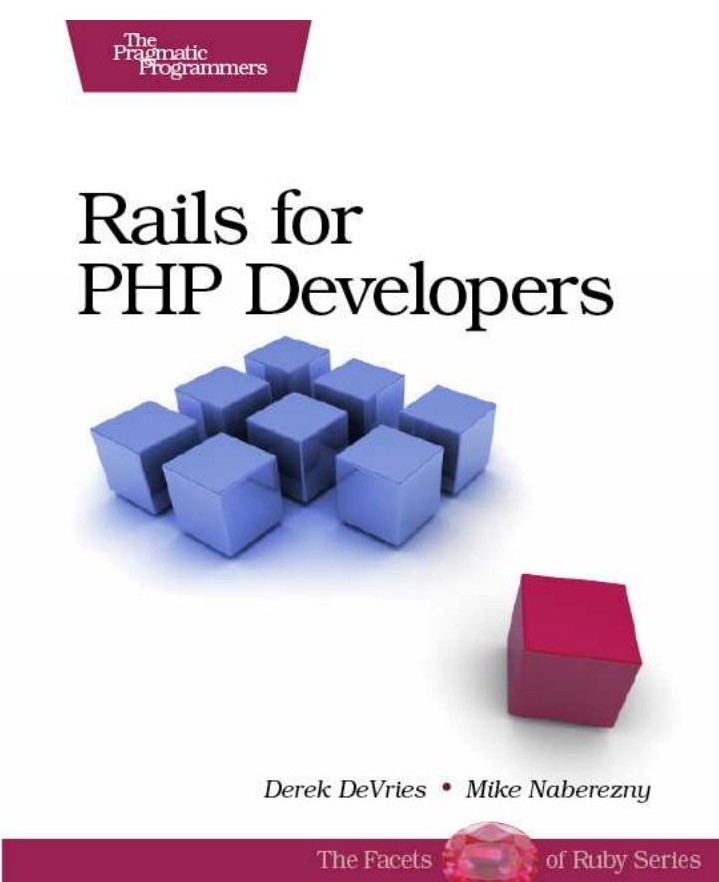 The
Pragmatic
Programmers
Rails for
PHP Developers
Derek DeVries • Mike Naberezny
The Facets of Ruby Series